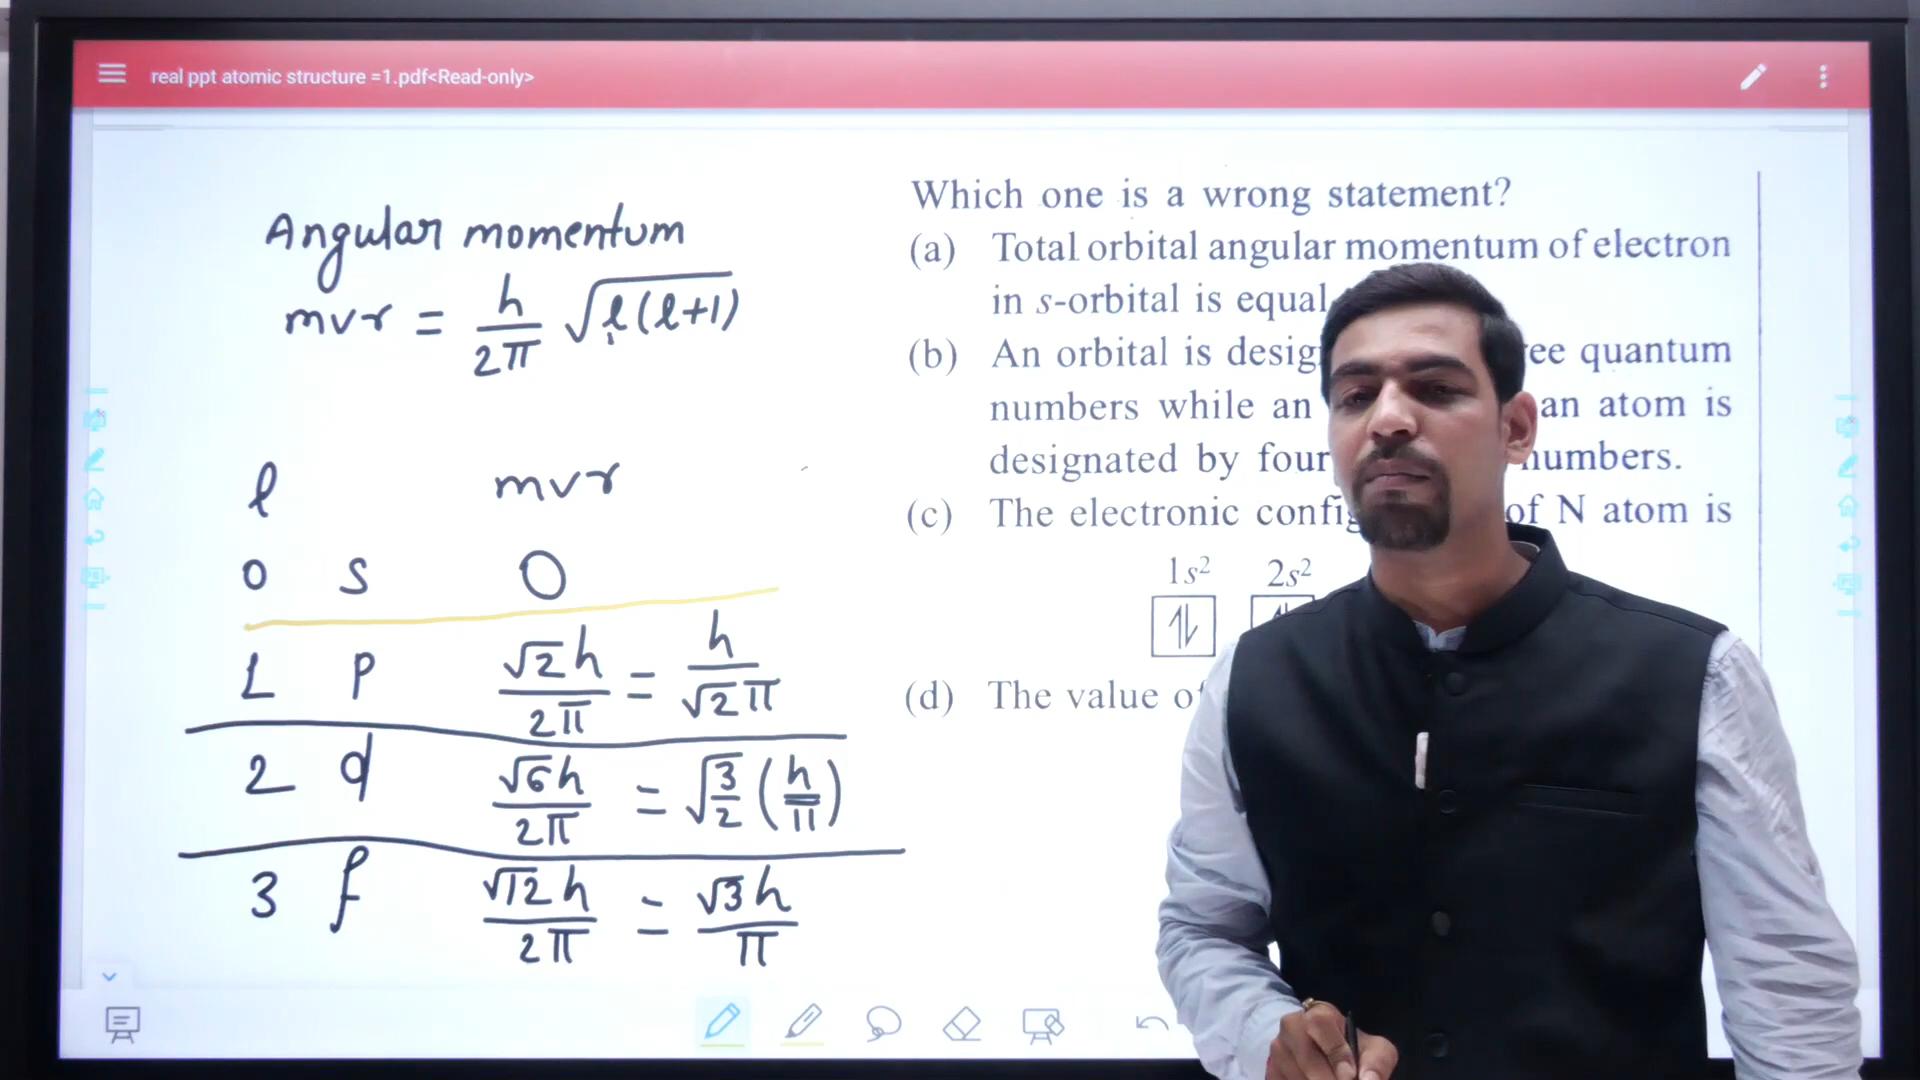 real ppt atomic structure =1.pdf<Read-only>
Angular momentum
mvr = h/2π √l(l+1)
l mvr
0 s 0
1 p √2h/2π = h/√2π
2 d √6h/2π = √3/2 (h/π)
3 f √12h/2π = √3h/π
Which one is a wrong statement?
(a) Total orbital angular momentum of electron
in s-orbital is equal
(b) An orbital is desig ee quantum
numbers while an an atom is
designated by four numbers.
(c) The electronic config of N atom is
1s² 2s²
⥮
(d) The value of